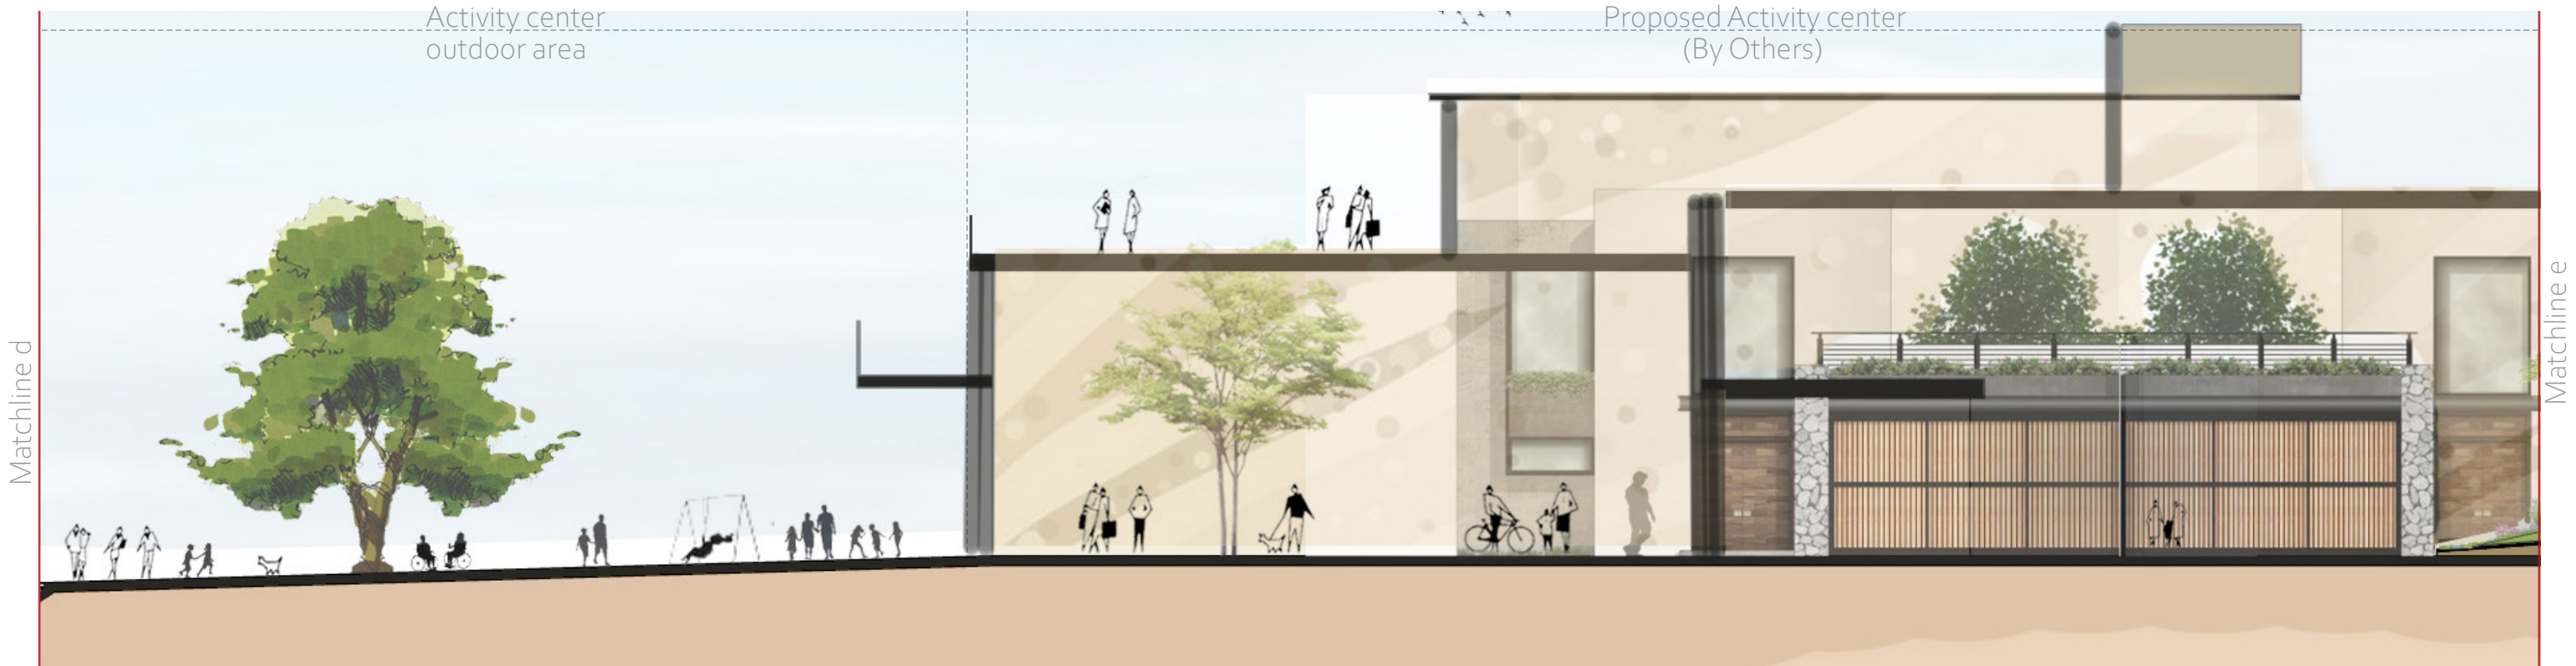 Activity center
outdoor area
Proposed Activity center
(By Others)
Matchline d
Matchline e